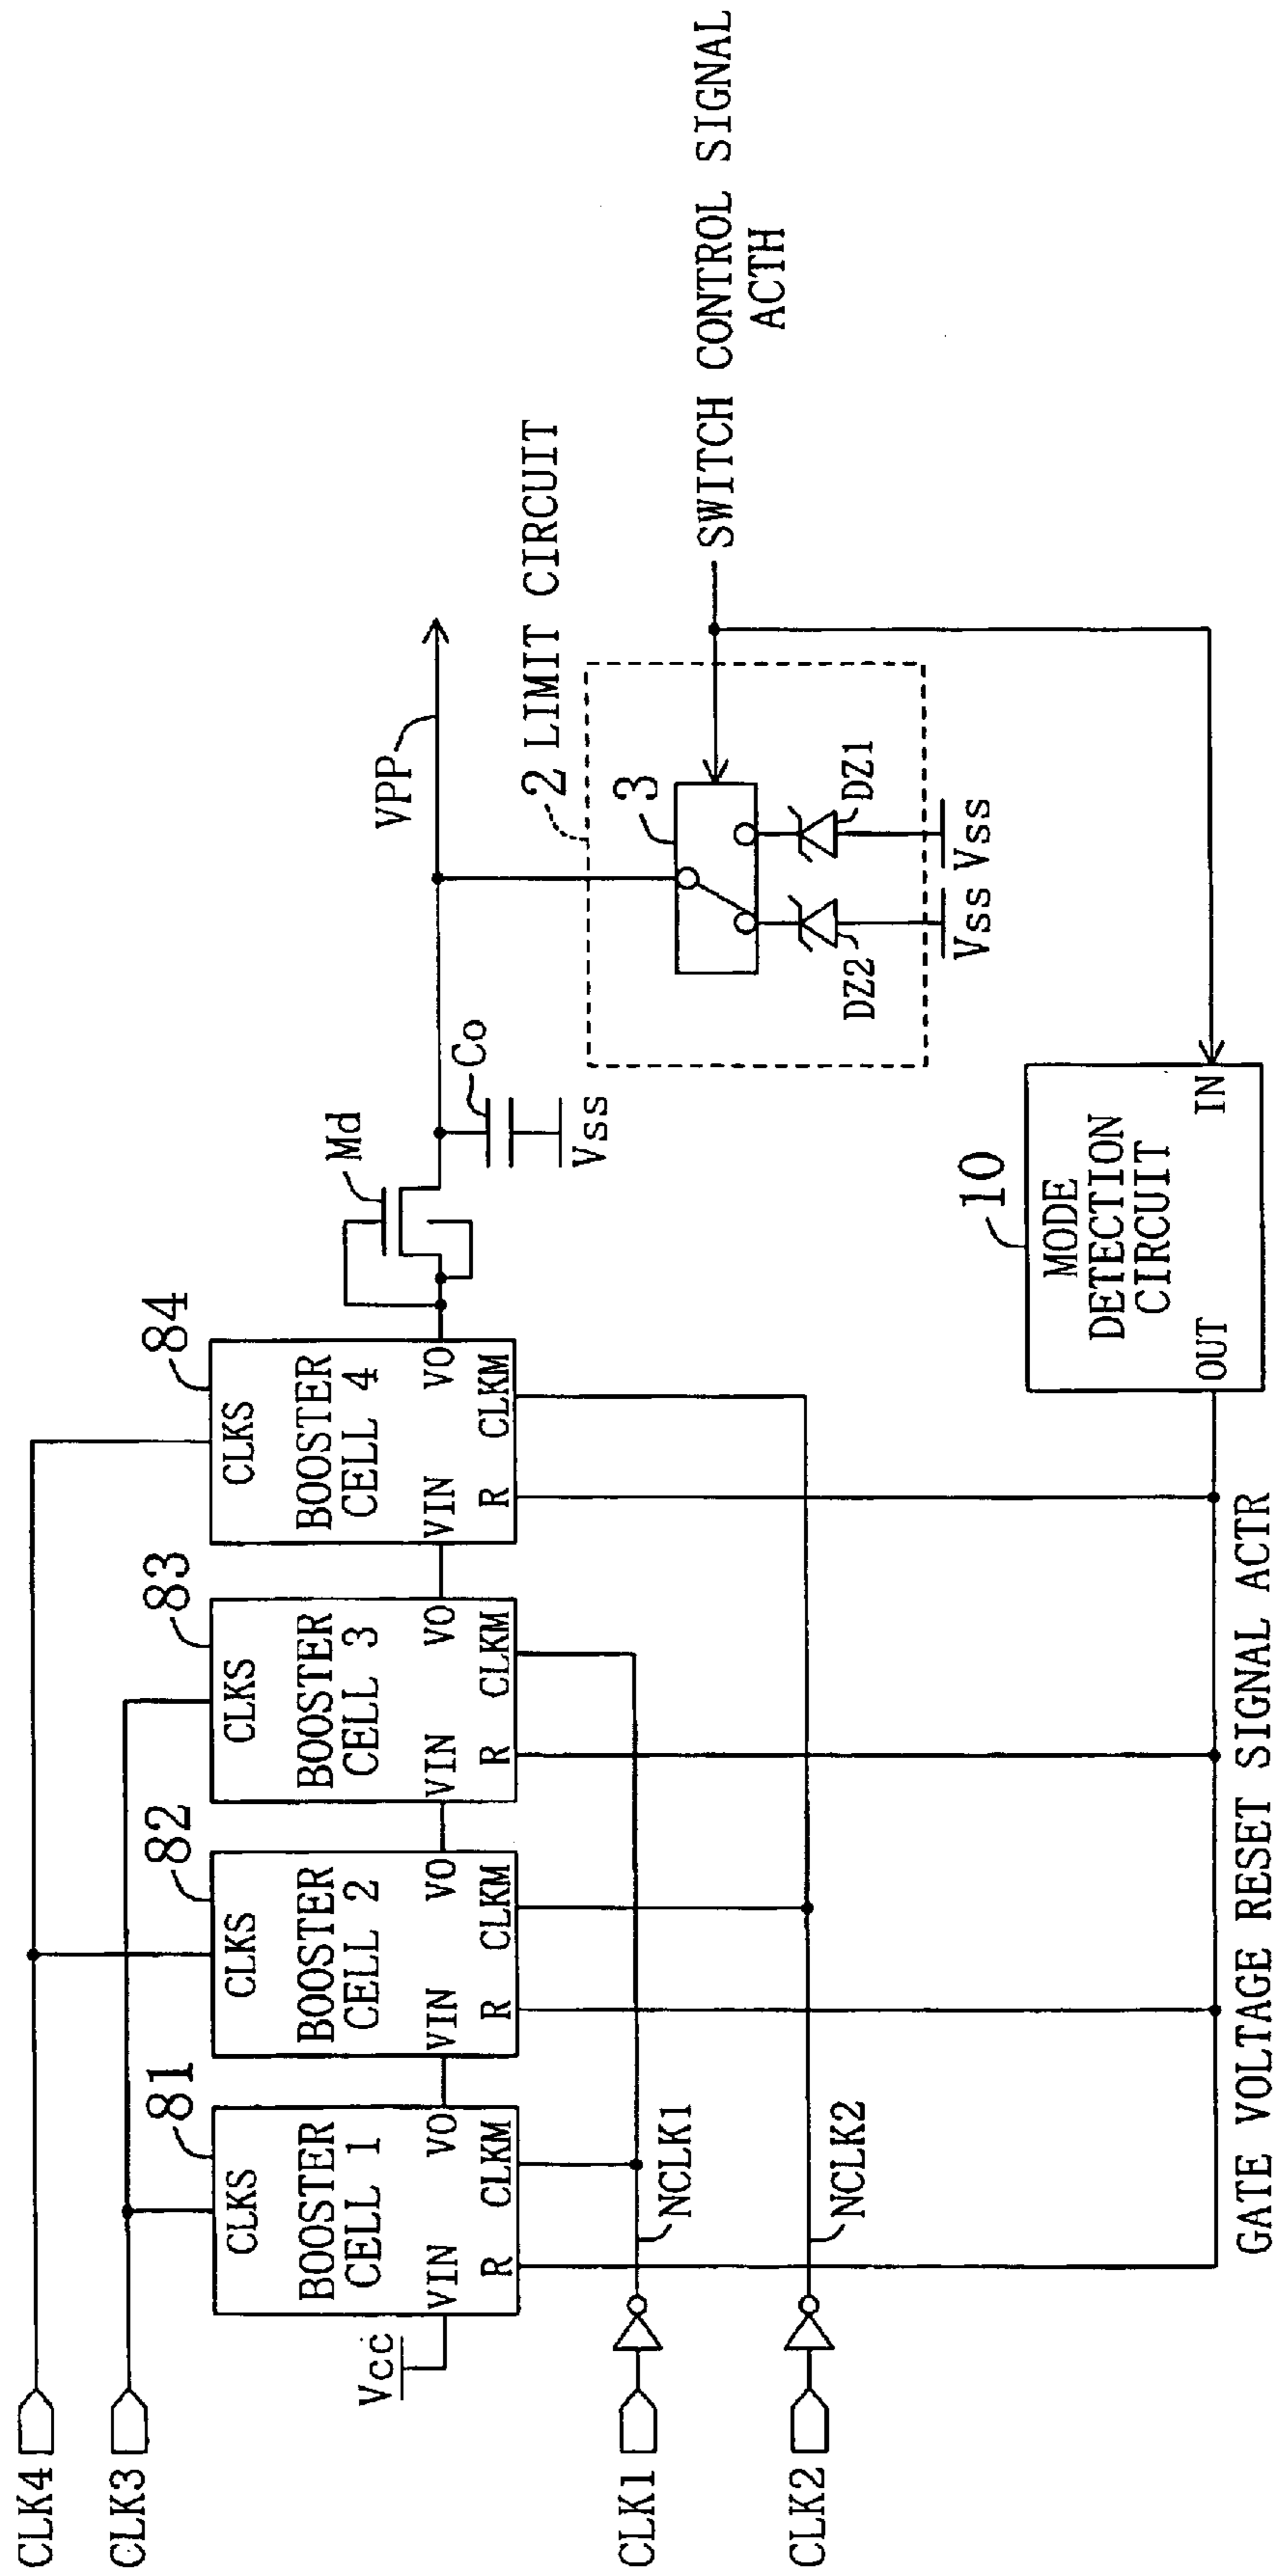 CLK4
CLK3
84
83
82
81
CLKS
BOOSTER
CELL 1
VIN
VO
R
CLKM
CLKS
BOOSTER
CELL 2
VIN
VO
R
CLKM
CLKS
BOOSTER
CELL 3
VIN
VO
R
CLKM
CLKS
BOOSTER
CELL 4
VIN
VO
R
CLKM
Vcc
Md
Co
Vss
VPP
2 LIMIT CIRCUIT
3
DZ2
DZ1
Vss
Vss
SWITCH CONTROL SIGNAL
ACTH
CLK1
NCLK1
CLK2
NCLK2
10
MODE
DETECTION
CIRCUIT
OUT
IN
GATE VOLTAGE RESET SIGNAL ACTR